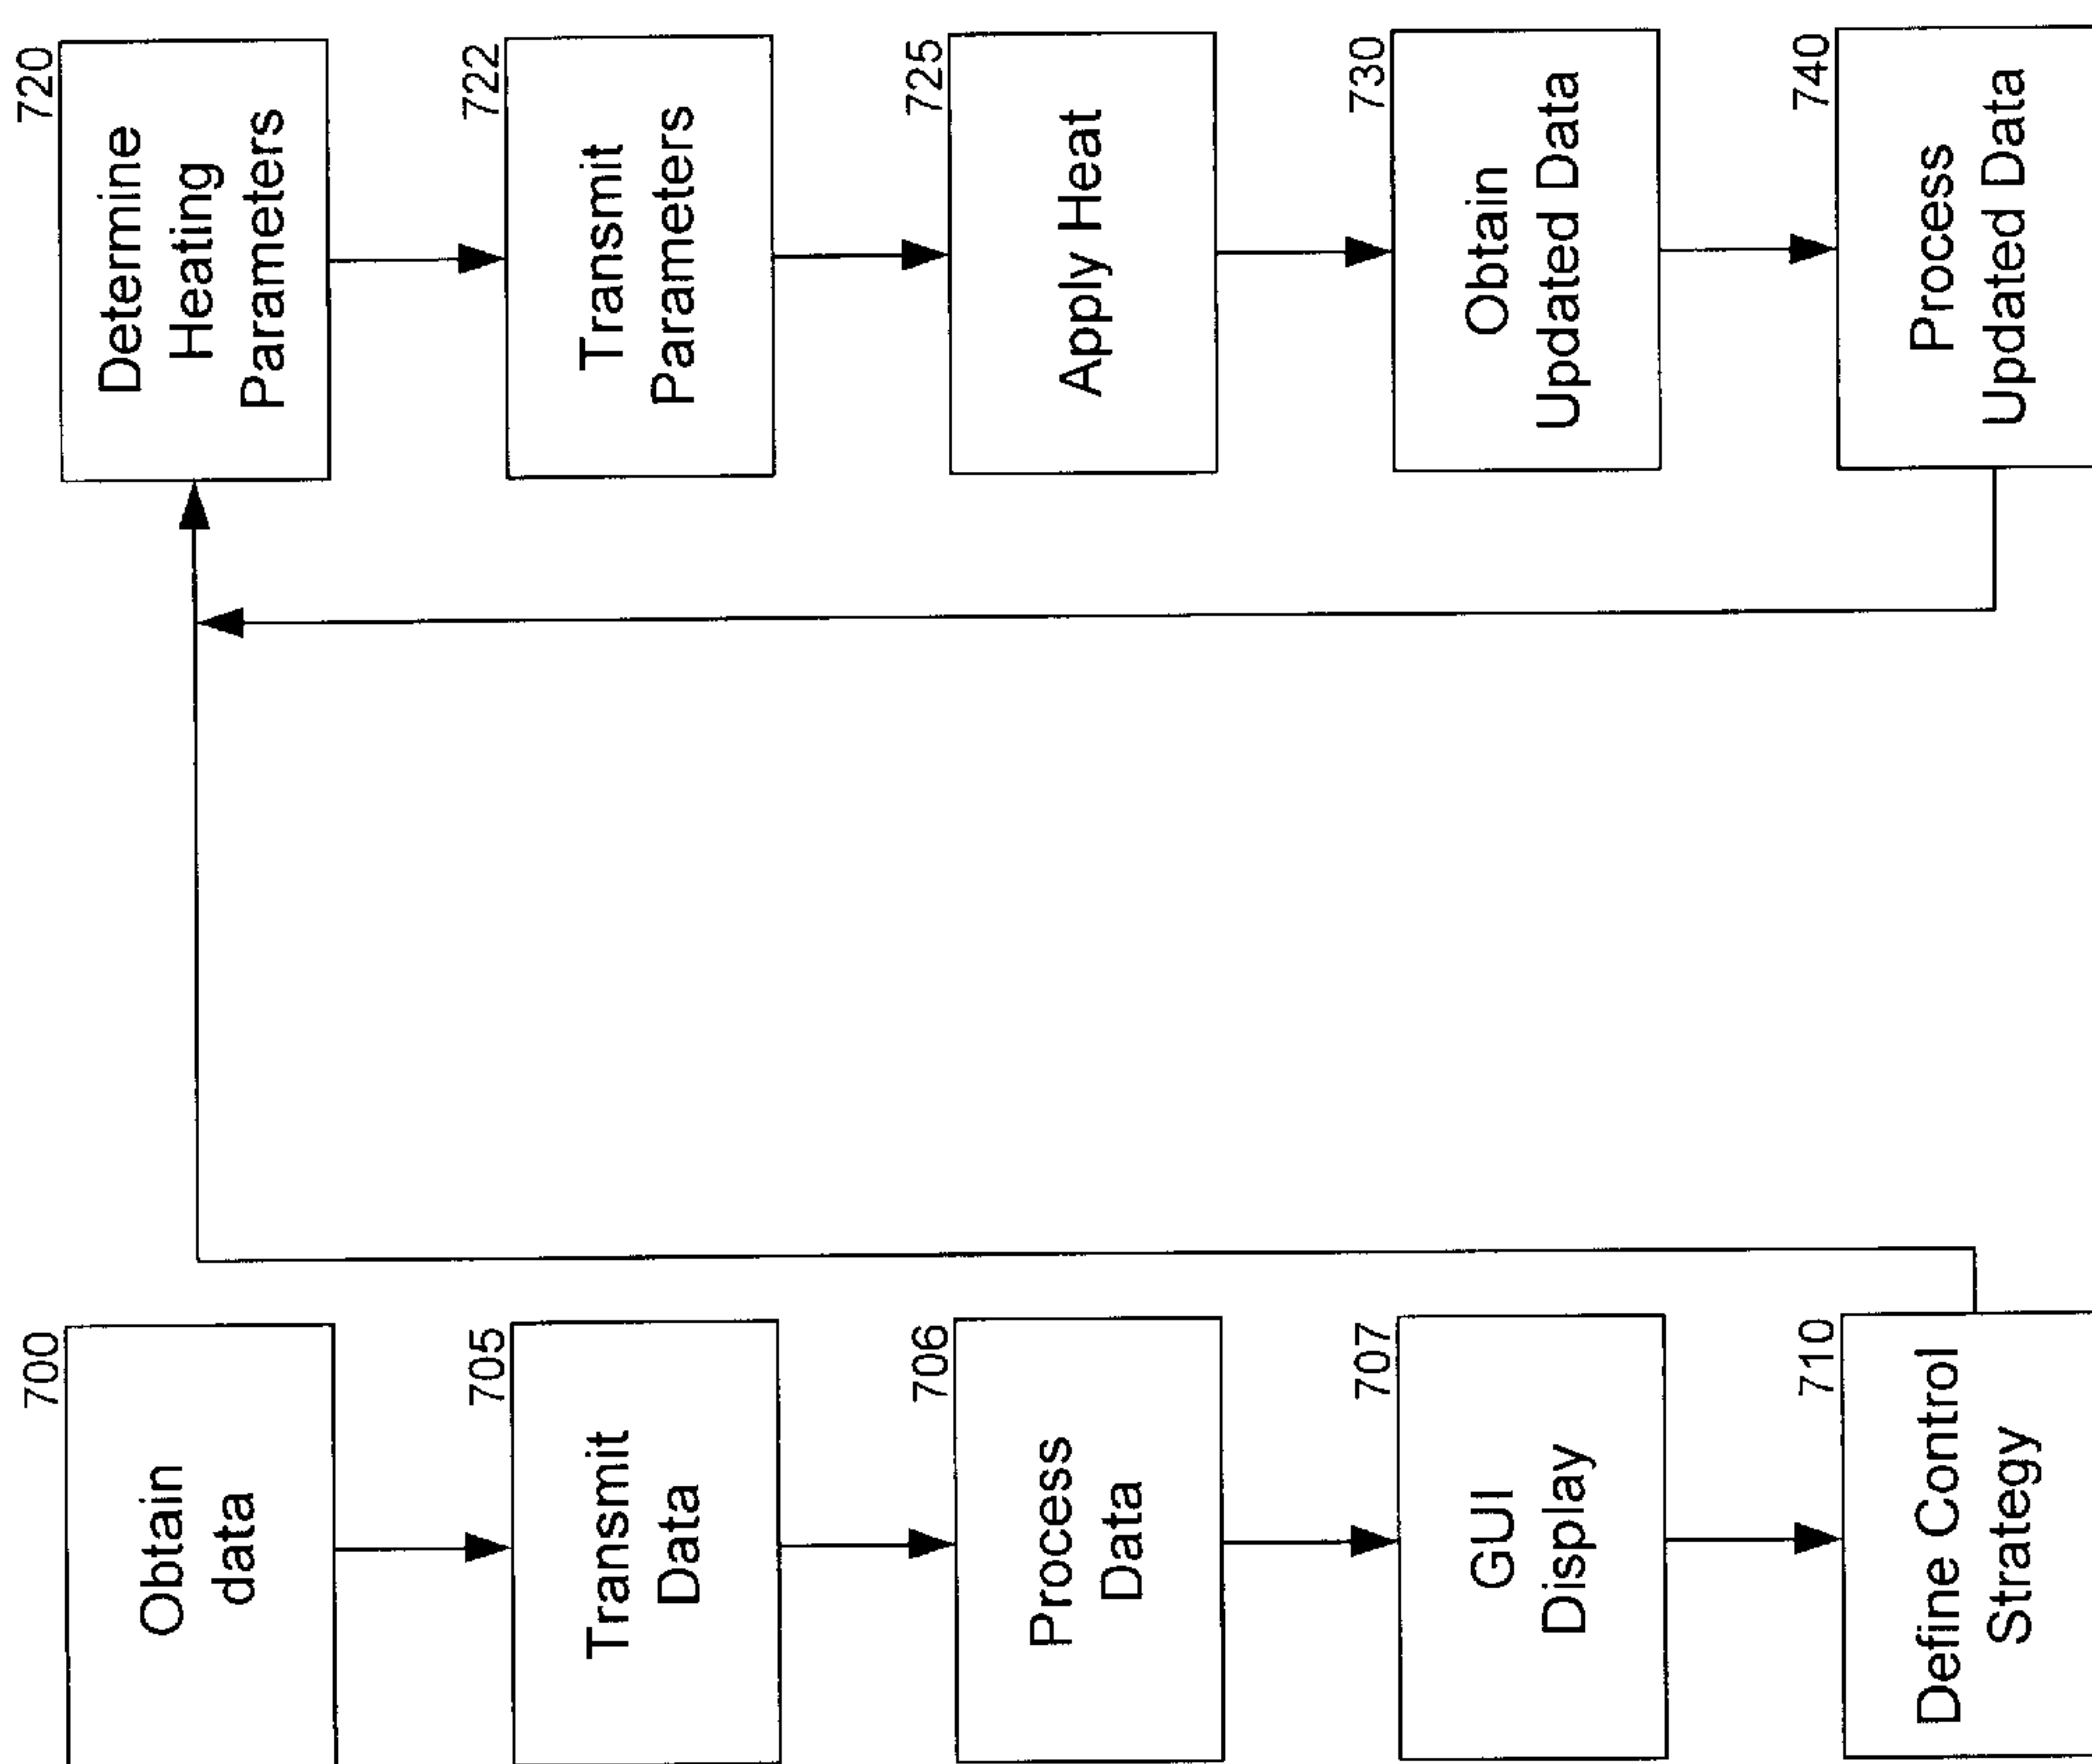 700
Obtain
data
705
Transmit
Data
706
Process
Data
707
GUI
Display
710
Define Control
Strategy
720
Determine
Heating
Parameters
722
Transmit
Parameters
725
Apply Heat
730
Obtain
Updated Data
740
Process
Updated Data